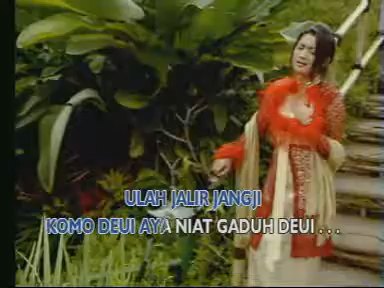 ULAH JALIR JANGJI
KOMO DEUI AYA NIAT GADUH DEUI . . .